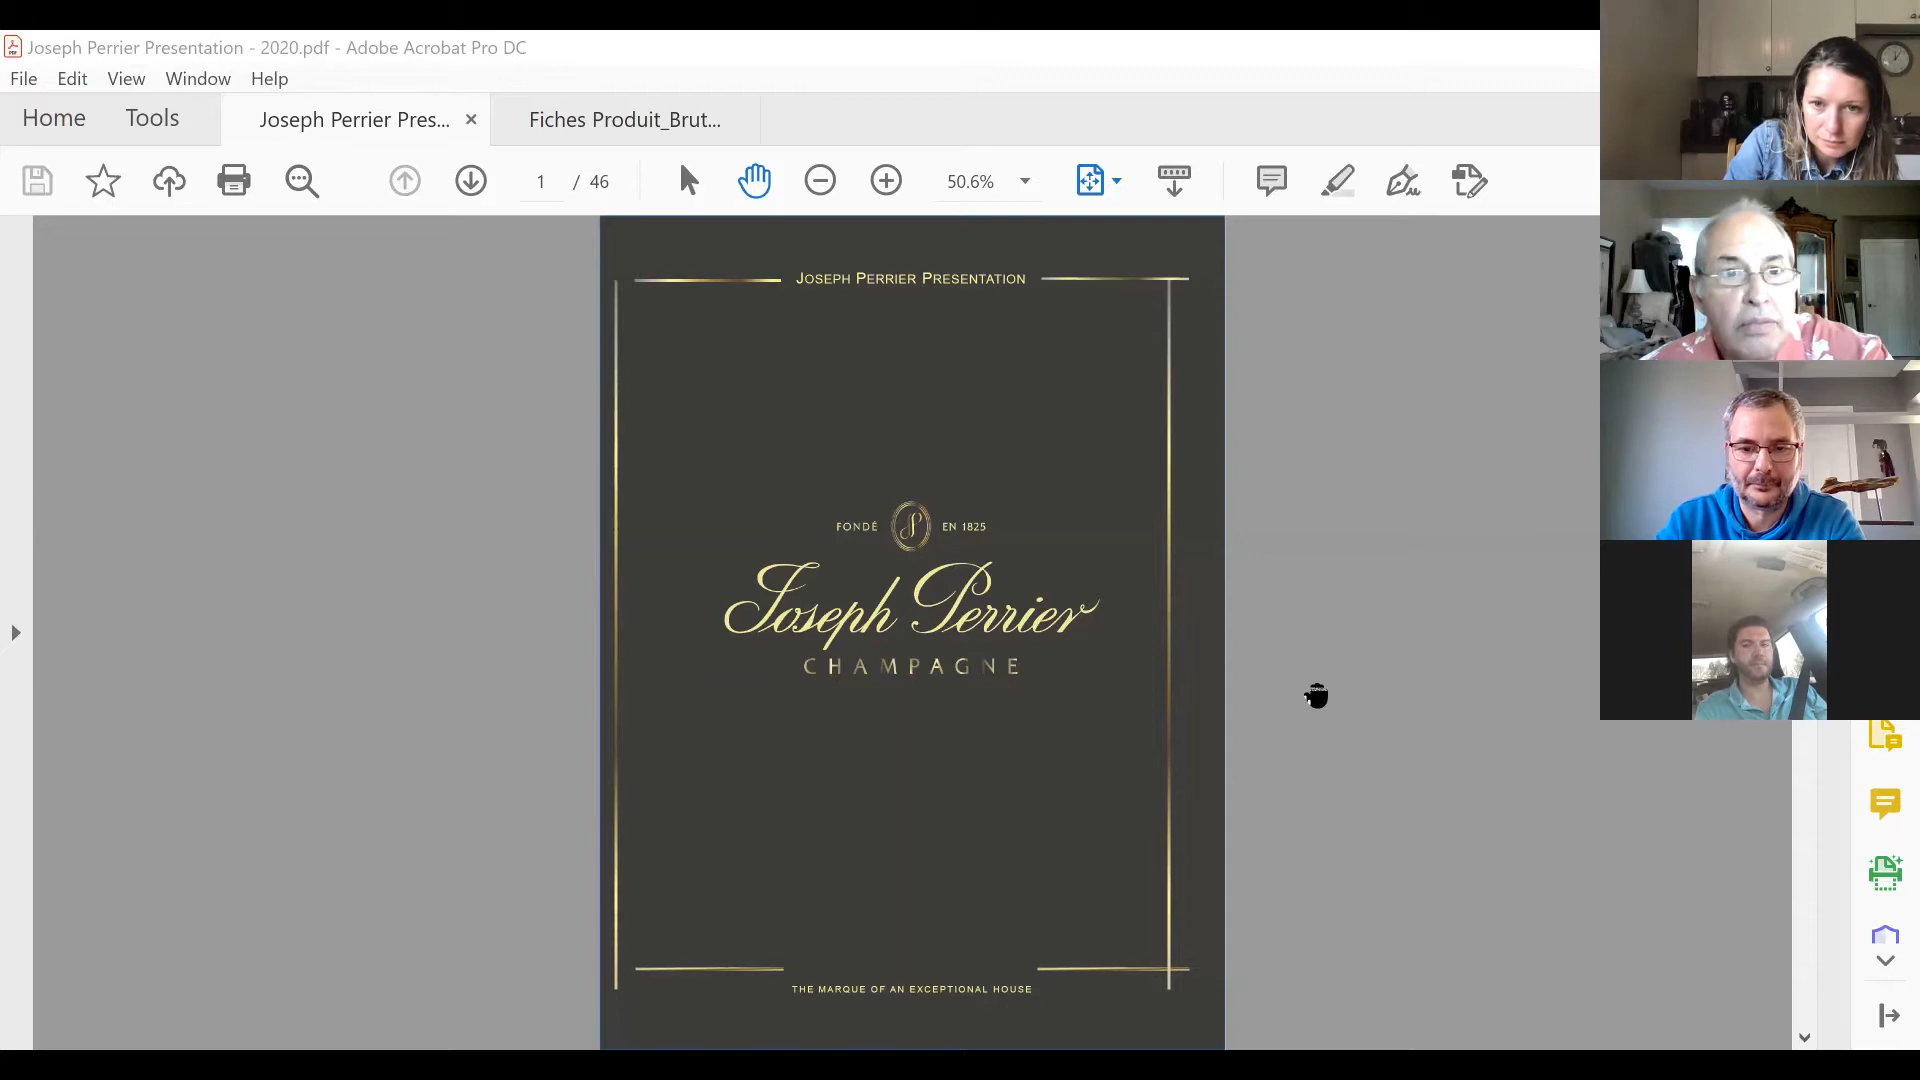 Joseph Perrier Presentation - 2020.pdf - Adobe Acrobat Pro DC
File Edit View Window Help
Home Tools Joseph Perrier Pres... × Fiches Produit_Brut...
1 / 46 50.6%
JOSEPH PERRIER PRESENTATION
FONDÉ JP EN 1825
Joseph Perrier
CHAMPAGNE
THE MARQUE OF AN EXCEPTIONAL HOUSE